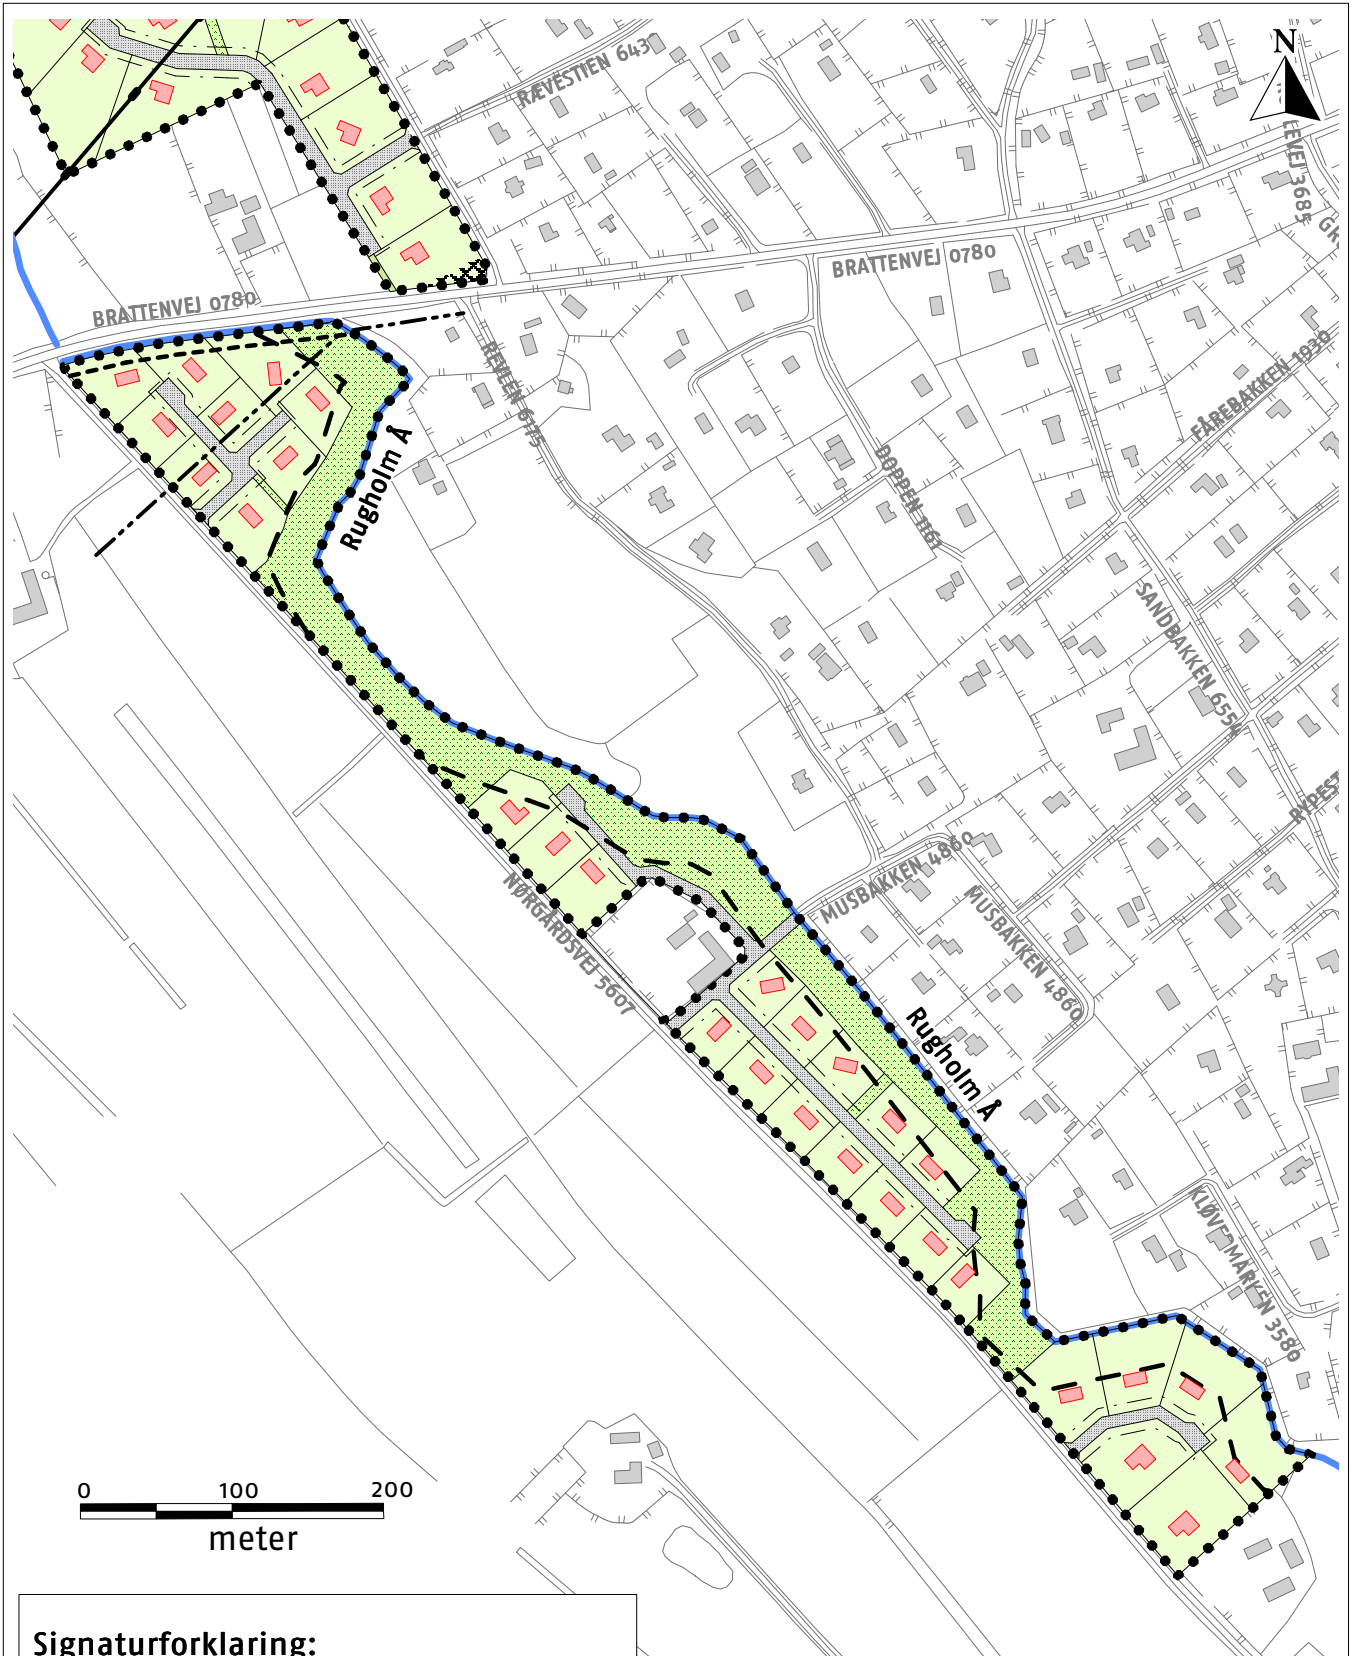 N
RÆVESTIEN 643
LEVEJ 3685
BRATTENVEJ 0780
BRATTENVEJ 0780
REVLEN 6175
FÅREBAKKEN 1930
Rugholm Å
DOPPEN 1161
SANDBAKKEN 6554
RYPEST
MUSBAKKEN 4860
MUSBAKKEN 4860
NØRGÅRDSVEJ 5607
Rugholm Å
KLØVERMARKEN 3580
0 100 200
meter
Signaturforklaring: